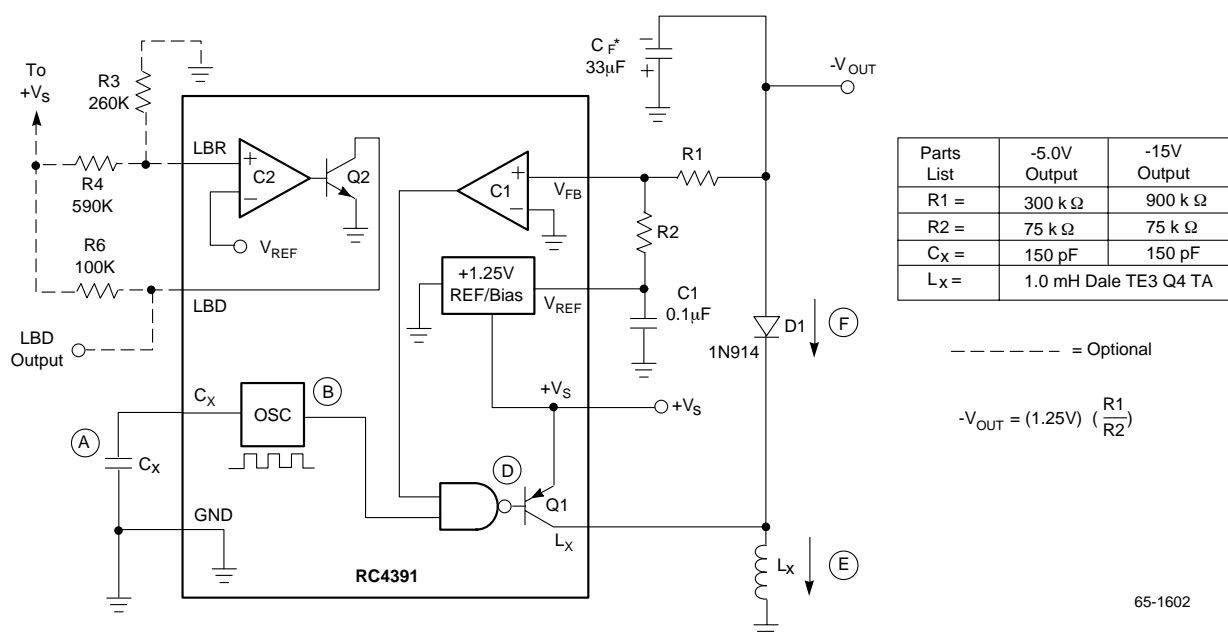 To
+VS
R3
260K
R4
590K
R6
100K
LBD
Output
LBR
C2
+
−
Q2
VREF
LBD
CX
OSC
B
A
CX
GND
RC4391
C1
+
−
VFB
+1.25V
REF/Bias
VREF
D
Q1
LX
+VS
+VS
CF*
33µF
−
+
-VOUT
R1
R2
C1
0.1µF
D1
1N914
F
LX
E
Parts List | -5.0V Output | -15V Output
R1 = | 300 k Ω | 900 k Ω
R2 = | 75 k Ω | 75 k Ω
CX = | 150 pF | 150 pF
LX = | 1.0 mH Dale TE3 Q4 TA
= Optional
-VOUT = (1.25V) (R1/R2)
65-1602